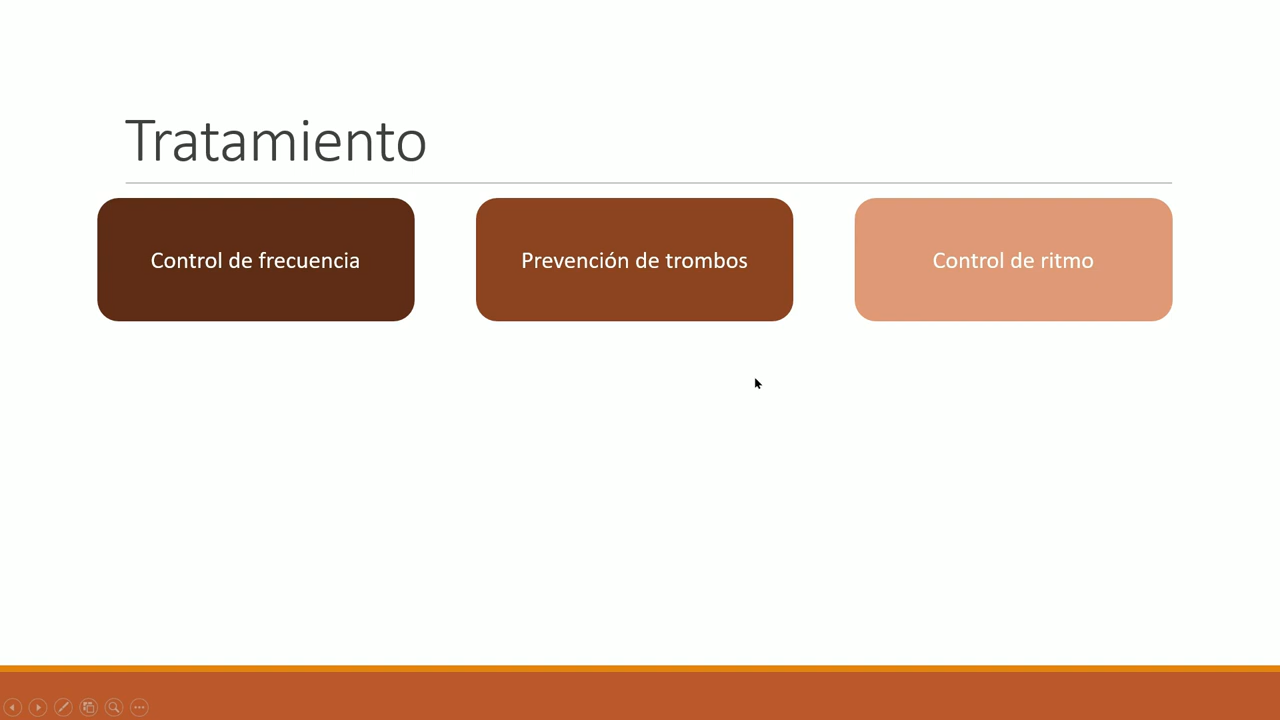 Tratamiento
Control de frecuencia
Prevención de trombos
Control de ritmo